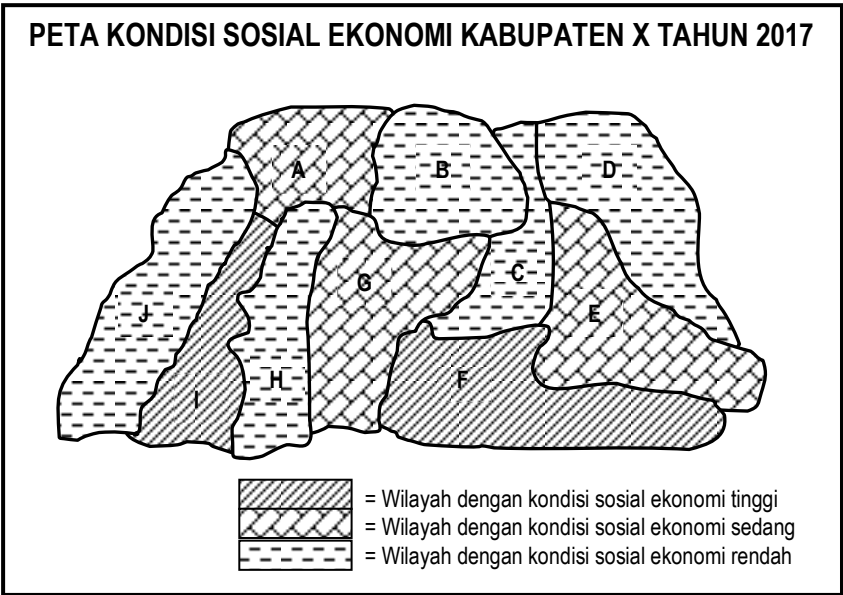 PETA KONDISI SOSIAL EKONOMI KABUPATEN X TAHUN 2017
A
B
D
C
G
J
E
H
F
I
= Wilayah dengan kondisi sosial ekonomi tinggi
= Wilayah dengan kondisi sosial ekonomi sedang
= Wilayah dengan kondisi sosial ekonomi rendah